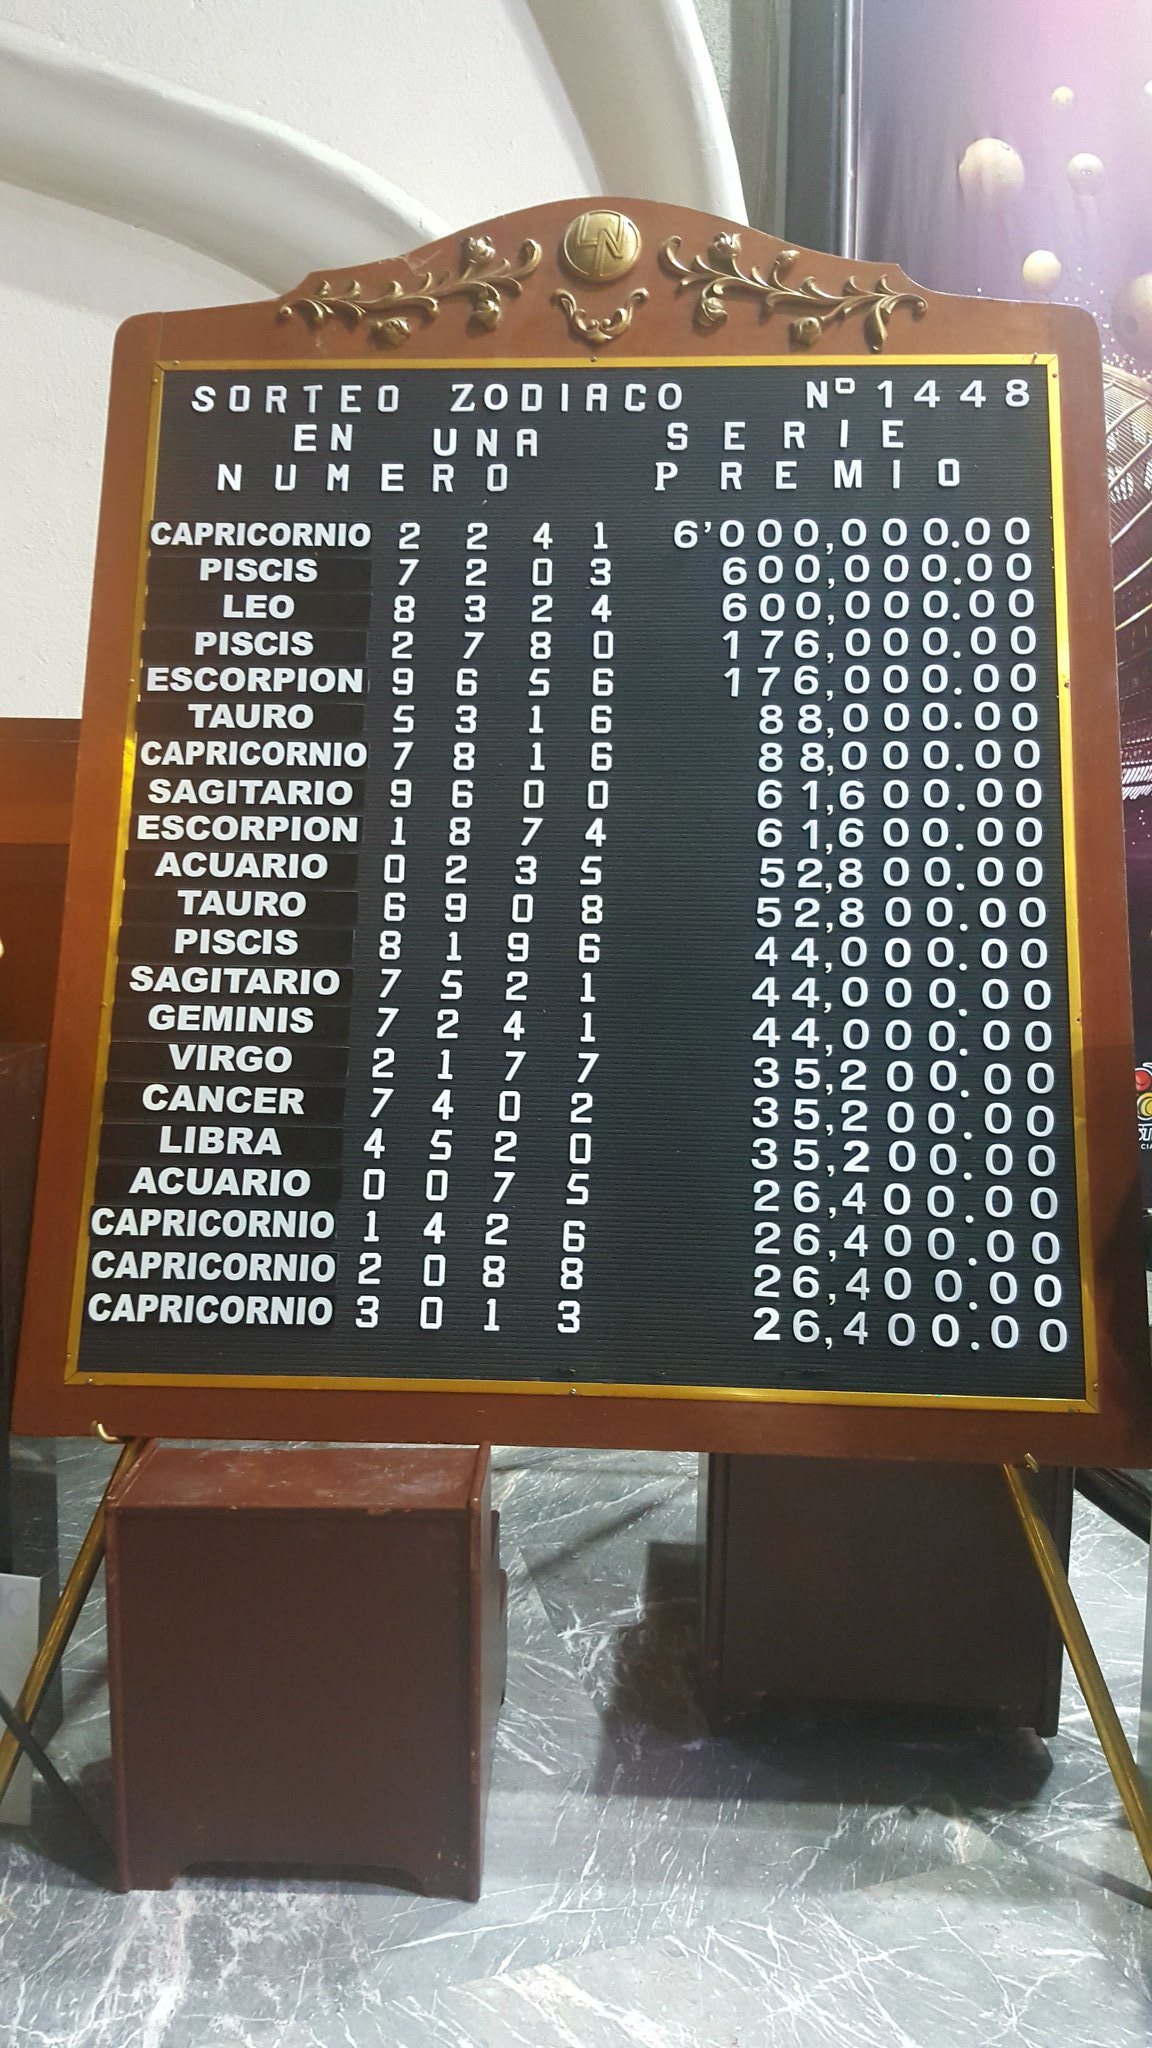 LN
SORTEO ZODIACO Nº 1448
EN UNA SERIE
NUMERO PREMIO
CAPRICORNIO 2 2 4 1 6'000,000.00
PISCIS 7 2 0 3 600,000.00
LEO 8 3 2 4 600,000.00
PISCIS 2 7 8 0 176,000.00
ESCORPION 9 6 5 6 176,000.00
TAURO 5 3 1 6 88,000.00
CAPRICORNIO 7 8 1 6 88,000.00
SAGITARIO 9 6 0 0 61,600.00
ESCORPION 1 8 7 4 61,600.00
ACUARIO 0 2 3 5 52,800.00
TAURO 6 9 0 8 52,800.00
PISCIS 8 1 9 6 44,000.00
SAGITARIO 7 5 2 1 44,000.00
GEMINIS 7 2 4 1 44,000.00
VIRGO 2 1 7 7 35,200.00
CANCER 7 4 0 2 35,200.00
LIBRA 4 5 2 0 35,200.00
ACUARIO 0 0 7 5 26,400.00
CAPRICORNIO 1 4 2 6 26,400.00
CAPRICORNIO 2 0 8 8 26,400.00
CAPRICORNIO 3 0 1 3 26,400.00